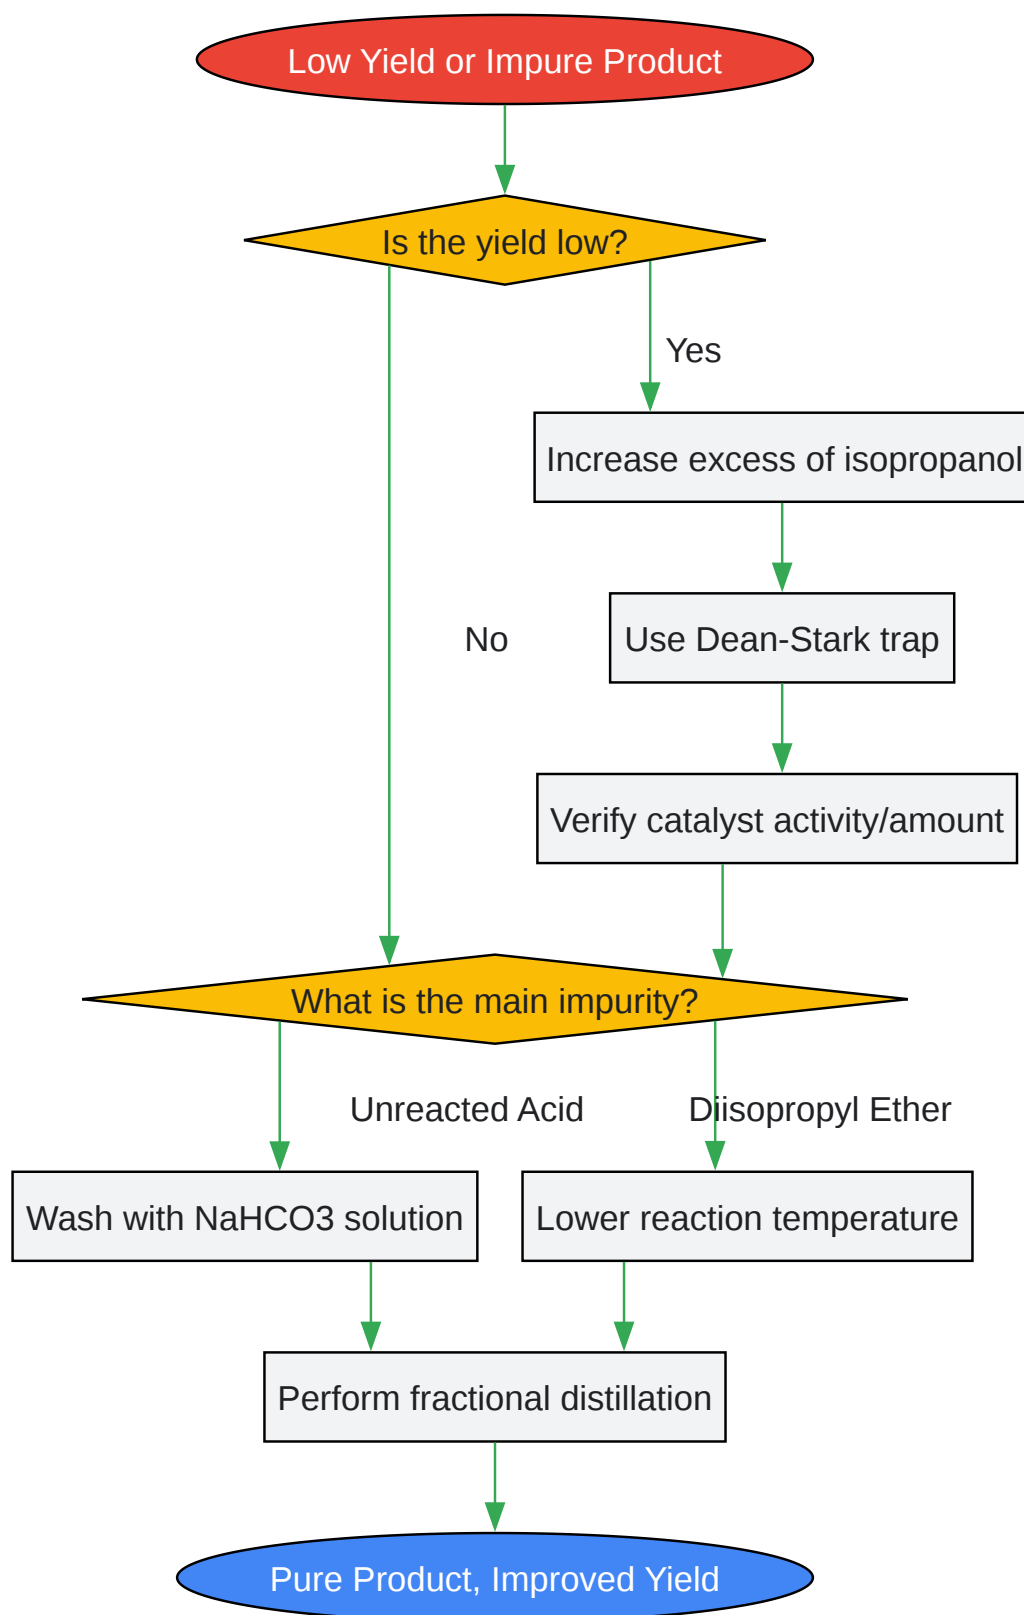 Low Yield or Impure Product
Is the yield low?
Yes
Increase excess of isopropanol
No
Use Dean-Stark trap
Verify catalyst activity/amount
What is the main impurity?
Unreacted Acid
Diisopropyl Ether
Wash with NaHCO3 solution
Lower reaction temperature
Perform fractional distillation
Pure Product, Improved Yield